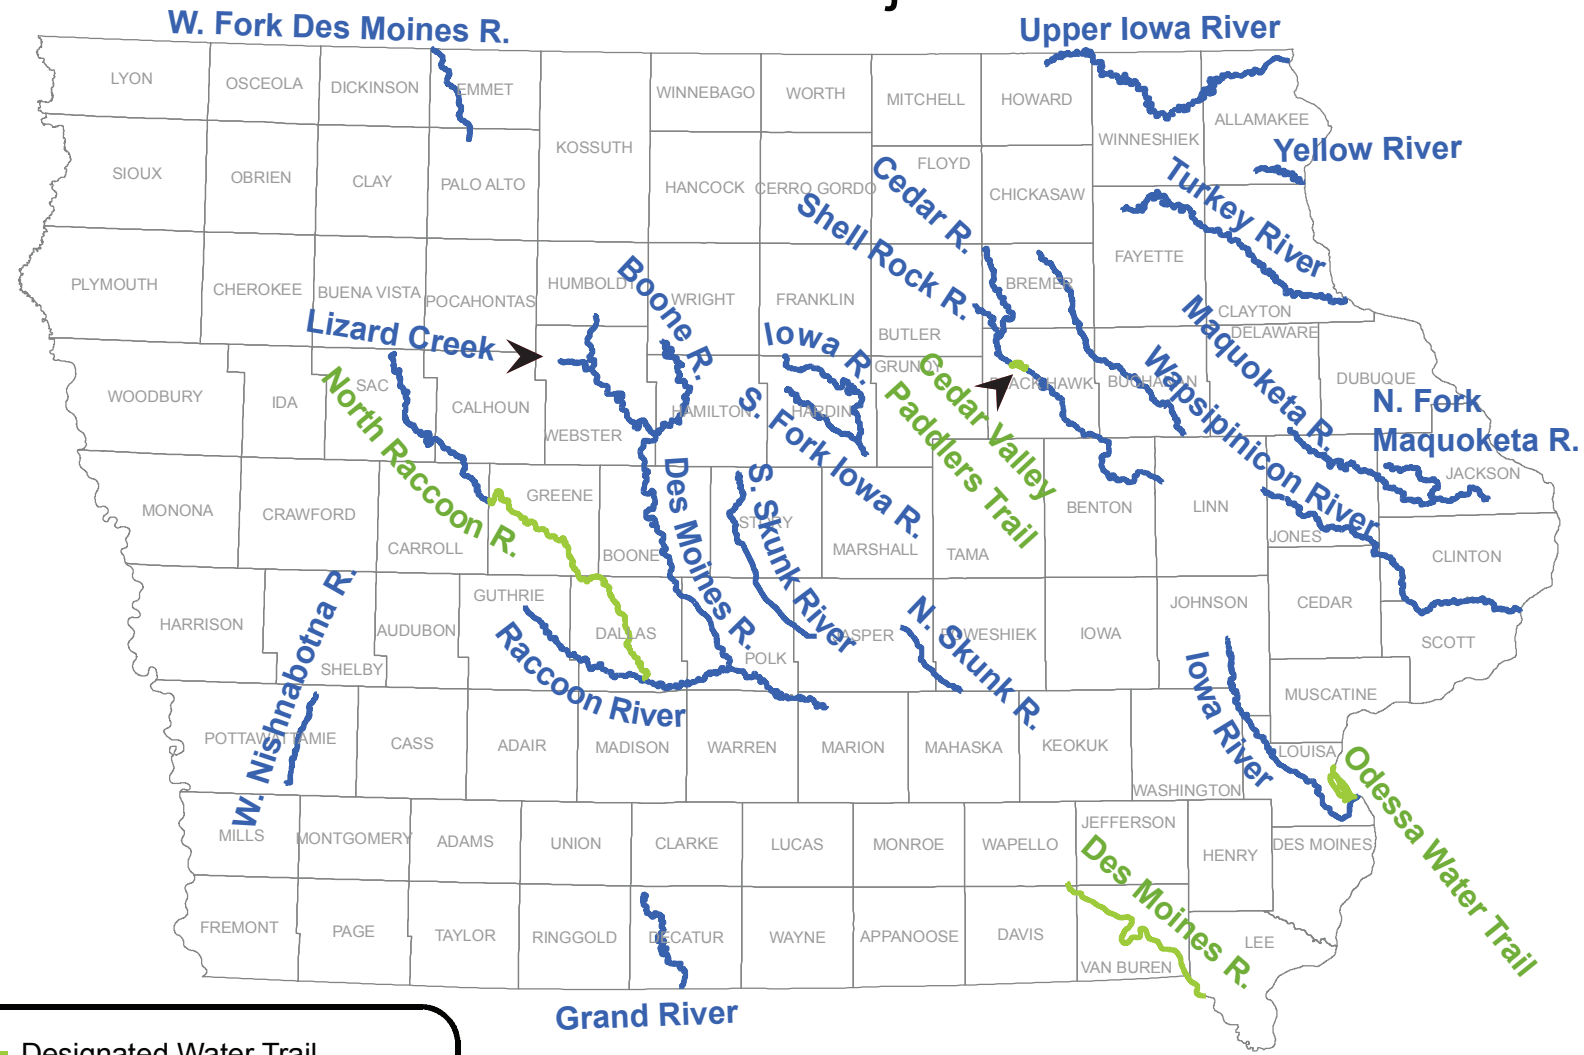 W. Fork Des Moines R.
Upper Iowa River
LYON
OSCEOLA
DICKINSON
EMMET
WINNEBAGO
WORTH
MITCHELL
HOWARD
WINNESHIEK
ALLAMAKEE
Yellow River
KOSSUTH
SIOUX
OBRIEN
CLAY
PALO ALTO
HANCOCK
CERRO GORDO
FLOYD
CHICKASAW
Cedar R.
Turkey River
Shell Rock R.
FAYETTE
PLYMOUTH
CHEROKEE
BUENA VISTA
POCAHONTAS
HUMBOLDT
Boone R.
WRIGHT
FRANKLIN
BUTLER
BREMER
CLAYTON
DELAWARE
Lizard Creek
Iowa R.
GRUNDY
BLACK HAWK
BUCHANAN
Maquoketa R.
DUBUQUE
WOODBURY
IDA
SAC
CALHOUN
WEBSTER
HAMILTON
HARDIN
Wapsipinicon River
N. Fork
Maquoketa R.
JACKSON
North Raccoon R.
S. Fork Iowa R.
Cedar Valley
Paddlers Trail
MONONA
CRAWFORD
CARROLL
GREENE
BOONE
Des Moines R.
STORY
S. Skunk River
MARSHALL
TAMA
BENTON
LINN
JONES
CLINTON
HARRISON
SHELBY
AUDUBON
GUTHRIE
DALLAS
POLK
JASPER
POWESHIEK
IOWA
JOHNSON
CEDAR
SCOTT
W. Nishnabotna R.
Raccoon River
N. Skunk R.
Iowa River
MUSCATINE
POTTAWATTAMIE
CASS
ADAIR
MADISON
WARREN
MARION
MAHASKA
KEOKUK
WASHINGTON
LOUISA
Odessa Water Trail
MILLS
MONTGOMERY
ADAMS
UNION
CLARKE
LUCAS
MONROE
WAPELLO
JEFFERSON
HENRY
DES MOINES
Des Moines R.
FREMONT
PAGE
TAYLOR
RINGGOLD
DECATUR
WAYNE
APPANOOSE
DAVIS
VAN BUREN
LEE
Grand River
Designated Water Trail